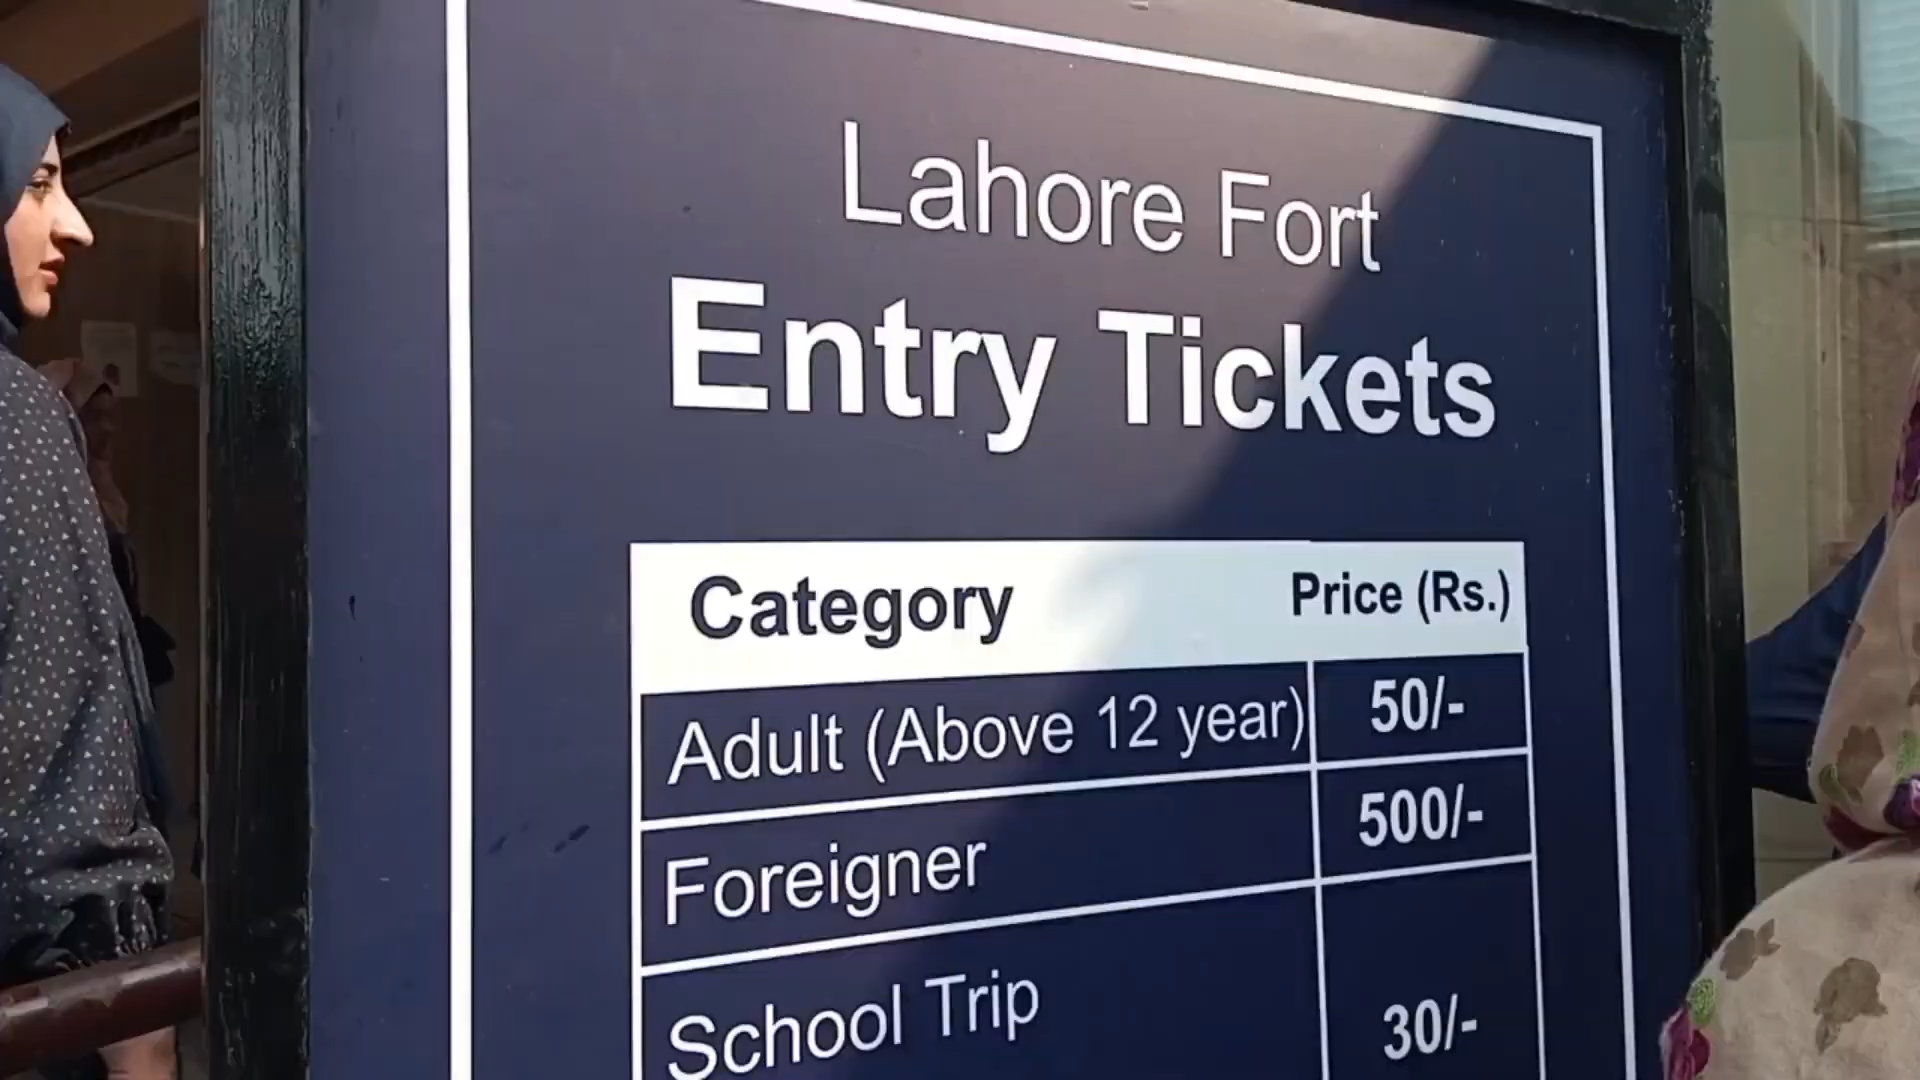 Lahore Fort
Entry Tickets
Category Price (Rs.)
Adult (Above 12 year) 50/-
Foreigner 500/-
School Trip 30/-